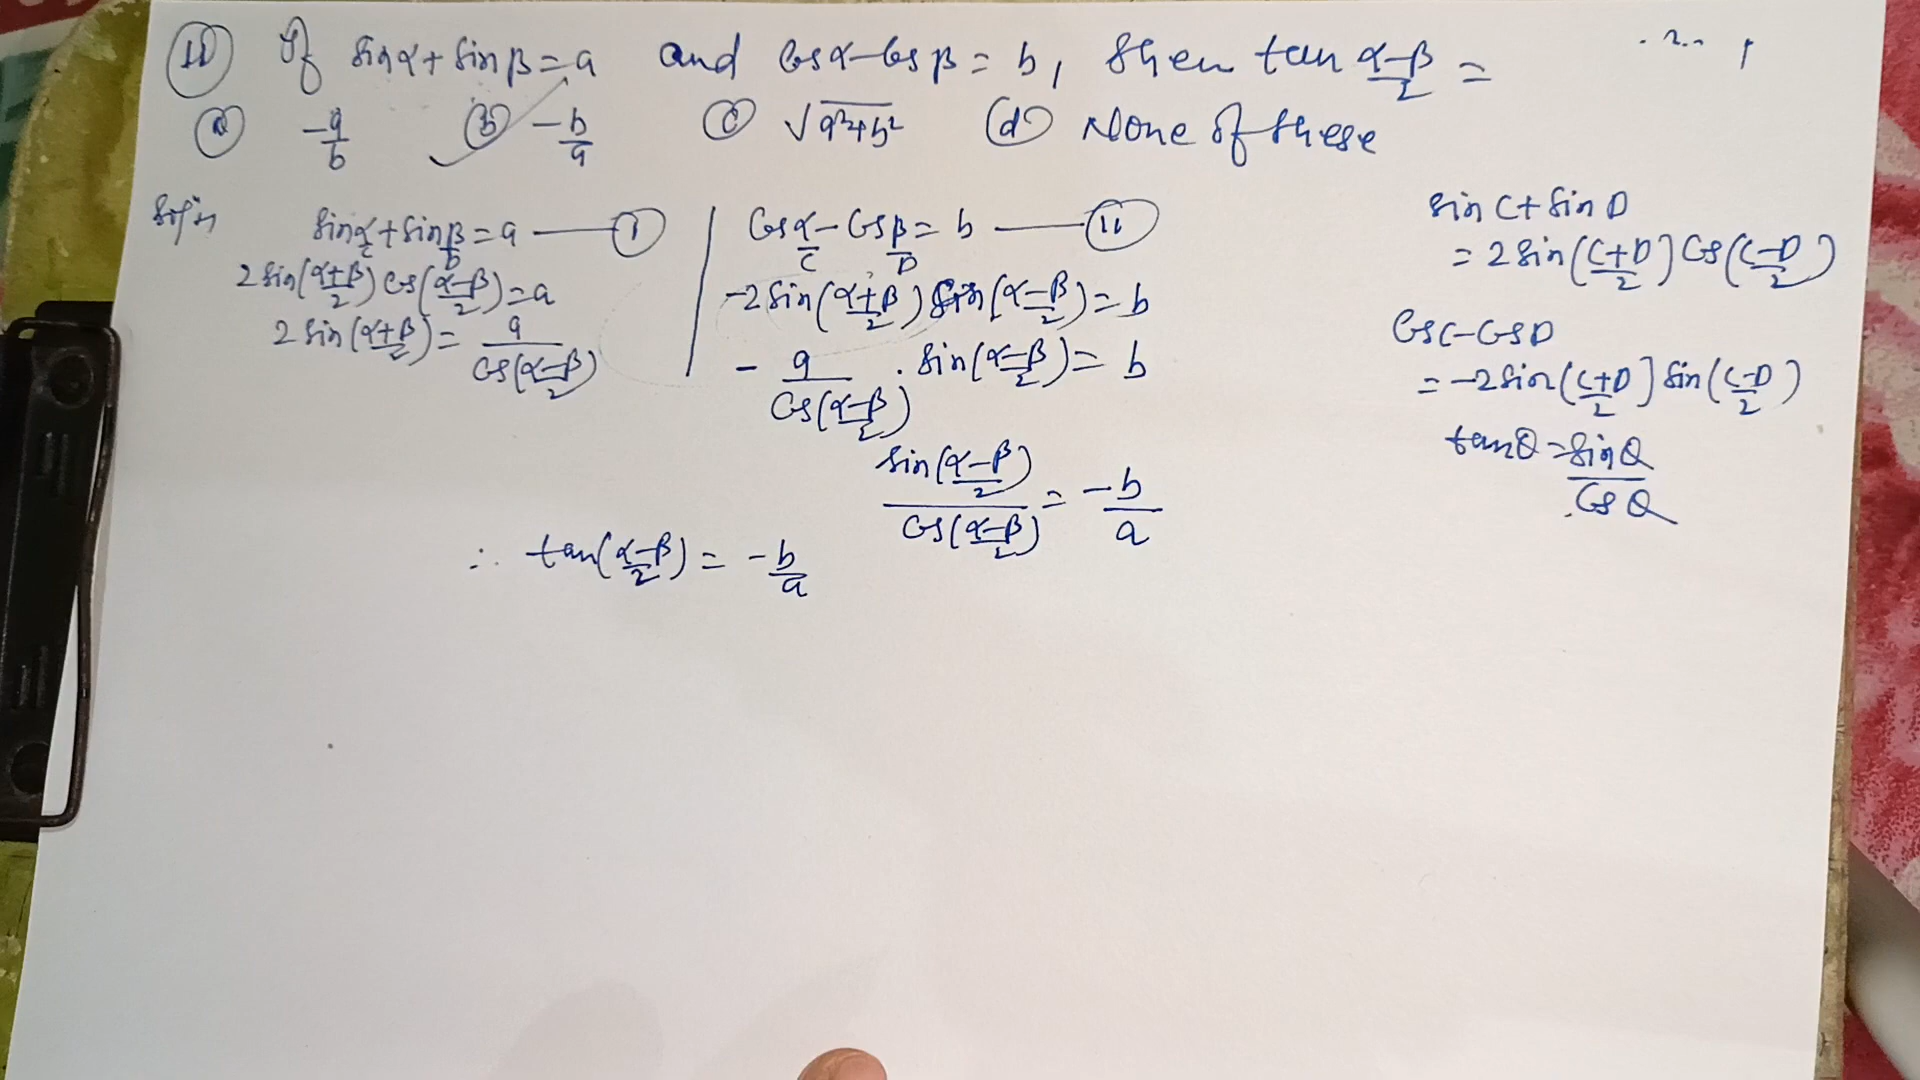 (11) If sinα + sinβ = a and cosα - cosβ = b, then tan (α-β)/2 =
(a) -a/b (b) -b/a (c) √(a²+b²) (d) None of these
Sol'n
sinα + sinβ = a —— (i)
C D
2 sin((α+β)/2) cos((α-β)/2) = a
2 sin((α+β)/2) = a/cos((α-β)/2)
cosα - cosβ = b —— (ii)
C D
-2 sin((α+β)/2) sin((α-β)/2) = b
- a/cos((α-β)/2) . sin((α-β)/2) = b
sin((α-β)/2)/cos((α-β)/2) = -b/a
∴ tan((α-β)/2) = -b/a
sin C + sin D
= 2 sin((C+D)/2) cos((C-D)/2)
cos C - cos D
= -2 sin((C+D)/2) sin((C-D)/2)
tanθ = sinθ/cosθ